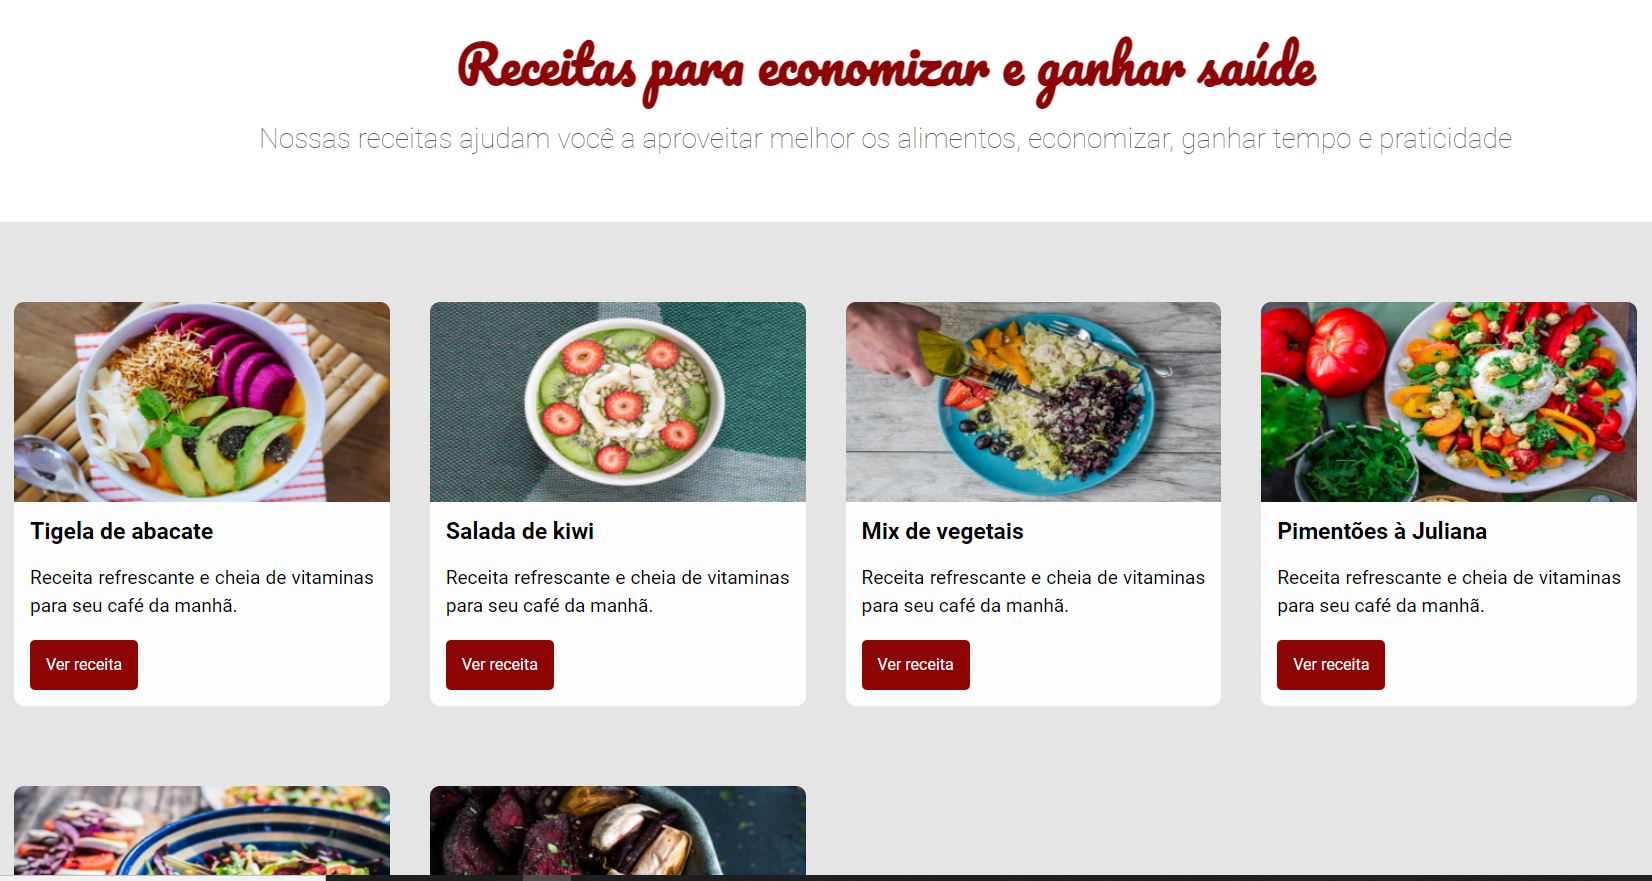 Receitas para economizar e ganhar saúde
Nossas receitas ajudam você a aproveitar melhor os alimentos, economizar, ganhar tempo e praticidade
Tigela de abacate
Receita refrescante e cheia de vitaminas
para seu café da manhã.
Ver receita
Salada de kiwi
Receita refrescante e cheia de vitaminas
para seu café da manhã.
Ver receita
Mix de vegetais
Receita refrescante e cheia de vitaminas
para seu café da manhã.
Ver receita
Pimentões à Juliana
Receita refrescante e cheia de vitaminas
para seu café da manhã.
Ver receita